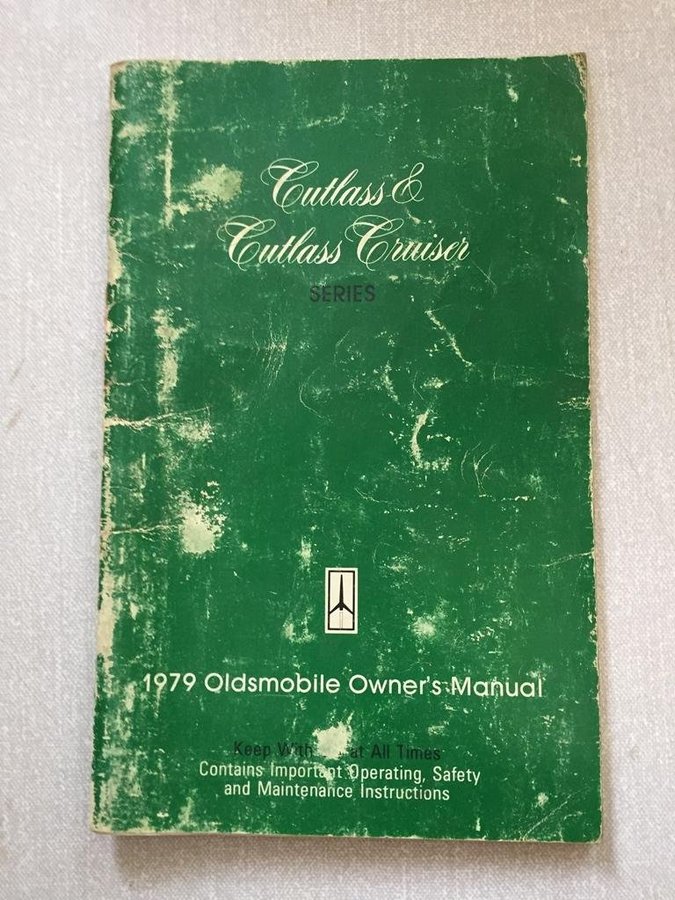 Cutlass &
Cutlass Cruiser
SERIES
1979 Oldsmobile Owner's Manual
Keep With at All Times
Contains Important Operating, Safety
and Maintenance Instructions